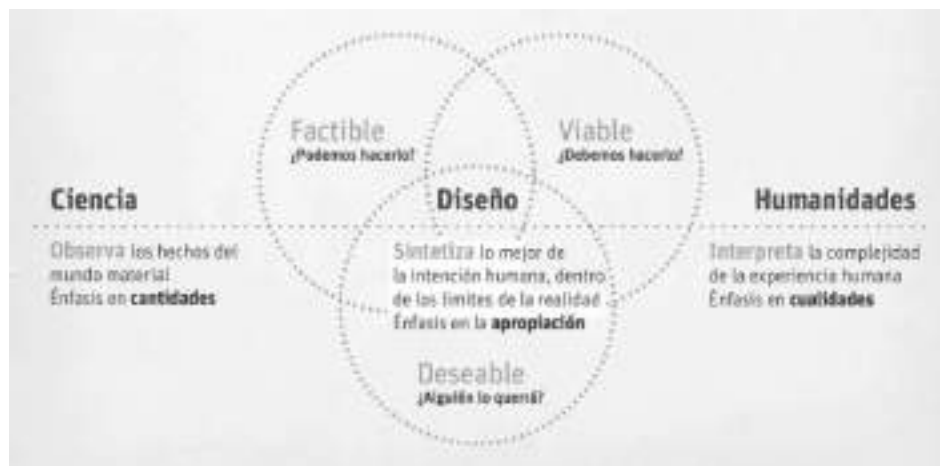 Factible
¿Podemos hacerlo?
Viable
¿Debemos hacerlo?
Ciencia
Diseño
Humanidades
Observa los hechos del
mundo material
Énfasis en cantidades
Sintetiza lo mejor de
la intención humana, dentro
de los límites de la realidad
Énfasis en la apropiación
Interpreta la complejidad
de la experiencia humana
Énfasis en cualidades
Deseable
¿Alguién lo querrá?